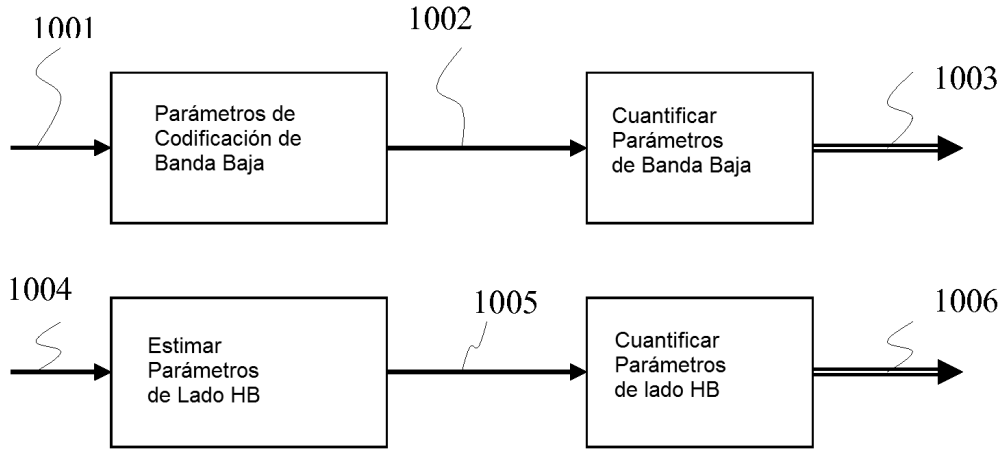 1001
1002
1003
Parámetros de
Codificación de
Banda Baja
Cuantificar
Parámetros
de Banda Baja
1004
1005
1006
Estimar
Parámetros
de Lado HB
Cuantificar
Parámetros
de lado HB